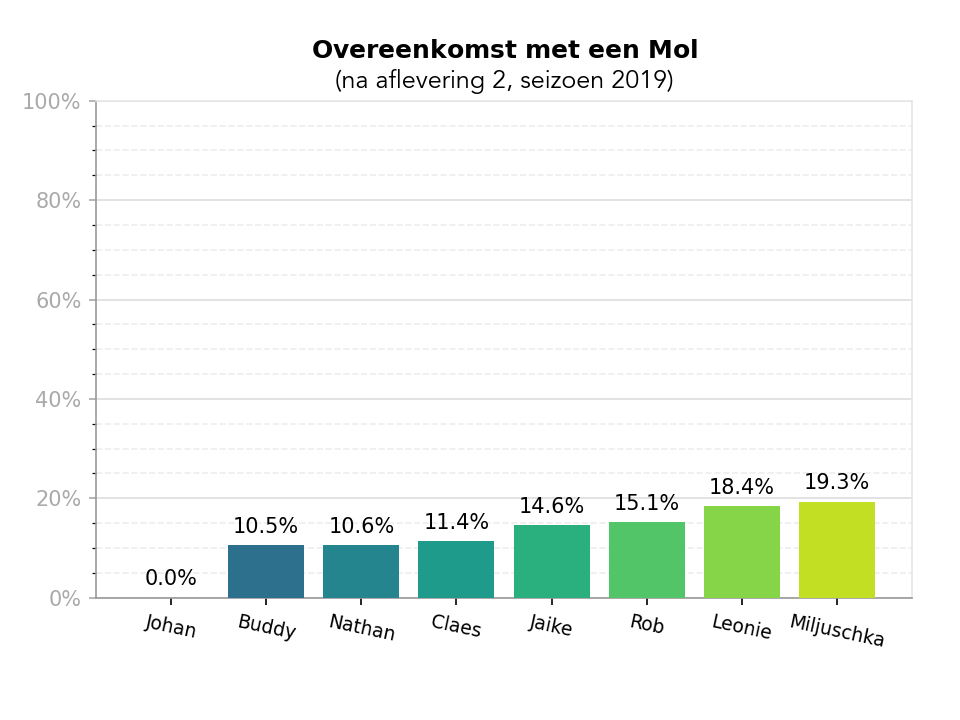 Overeenkomst met een Mol
(na aflevering 2, seizoen 2019)
100%
80%
60%
40%
20%
0%
0.0%
10.5%
10.6%
11.4%
14.6%
15.1%
18.4%
19.3%
Johan
Buddy
Nathan
Claes
Jaike
Rob
Leonie
Miljuschka